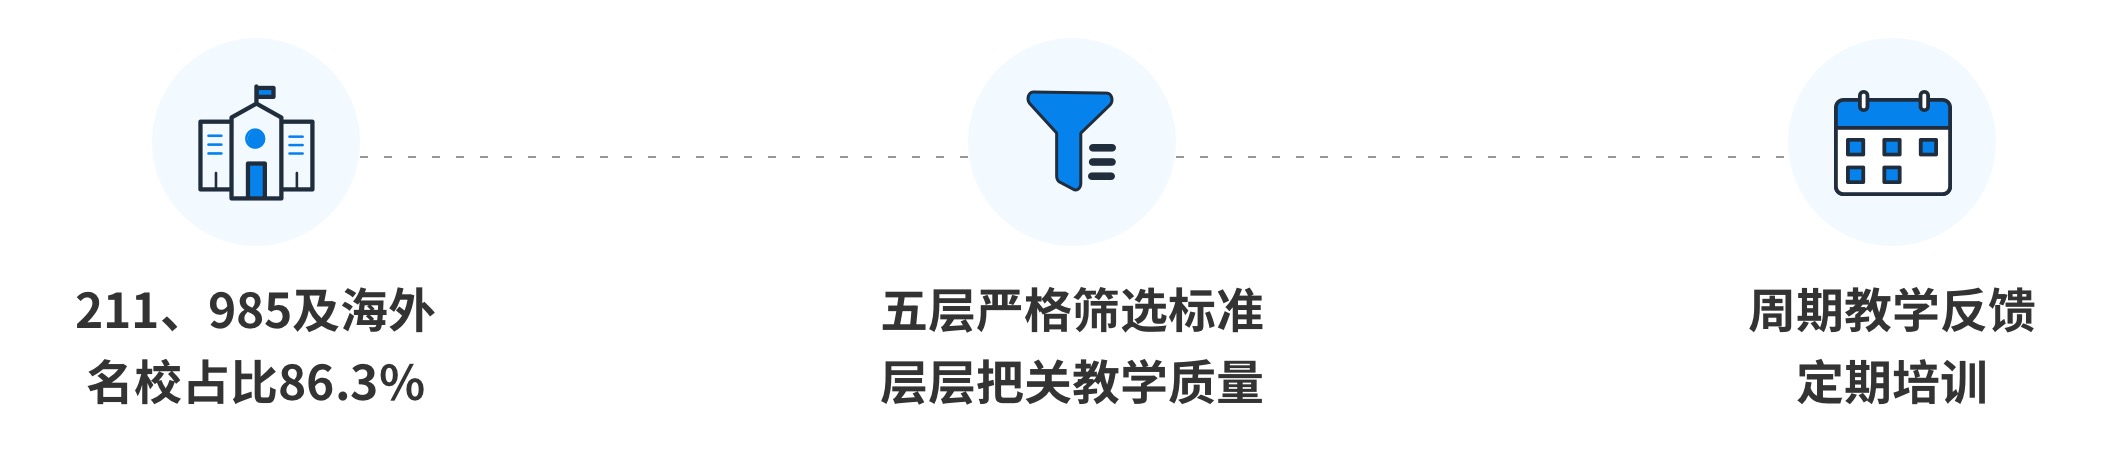 211、985及海外
名校占比86.3%
五层严格筛选标准
层层把关教学质量
周期教学反馈
定期培训